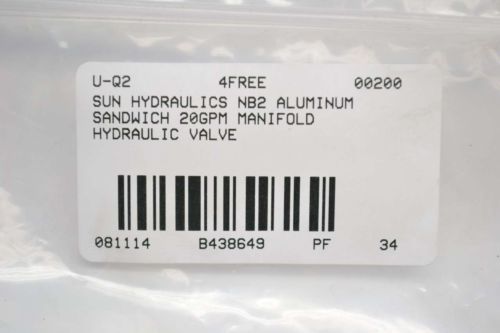 U-Q2 4FREE 00200
SUN HYDRAULICS NB2 ALUMINUM
SANDWICH 20GPM MANIFOLD
HYDRAULIC VALVE
081114 B438649 PF 34